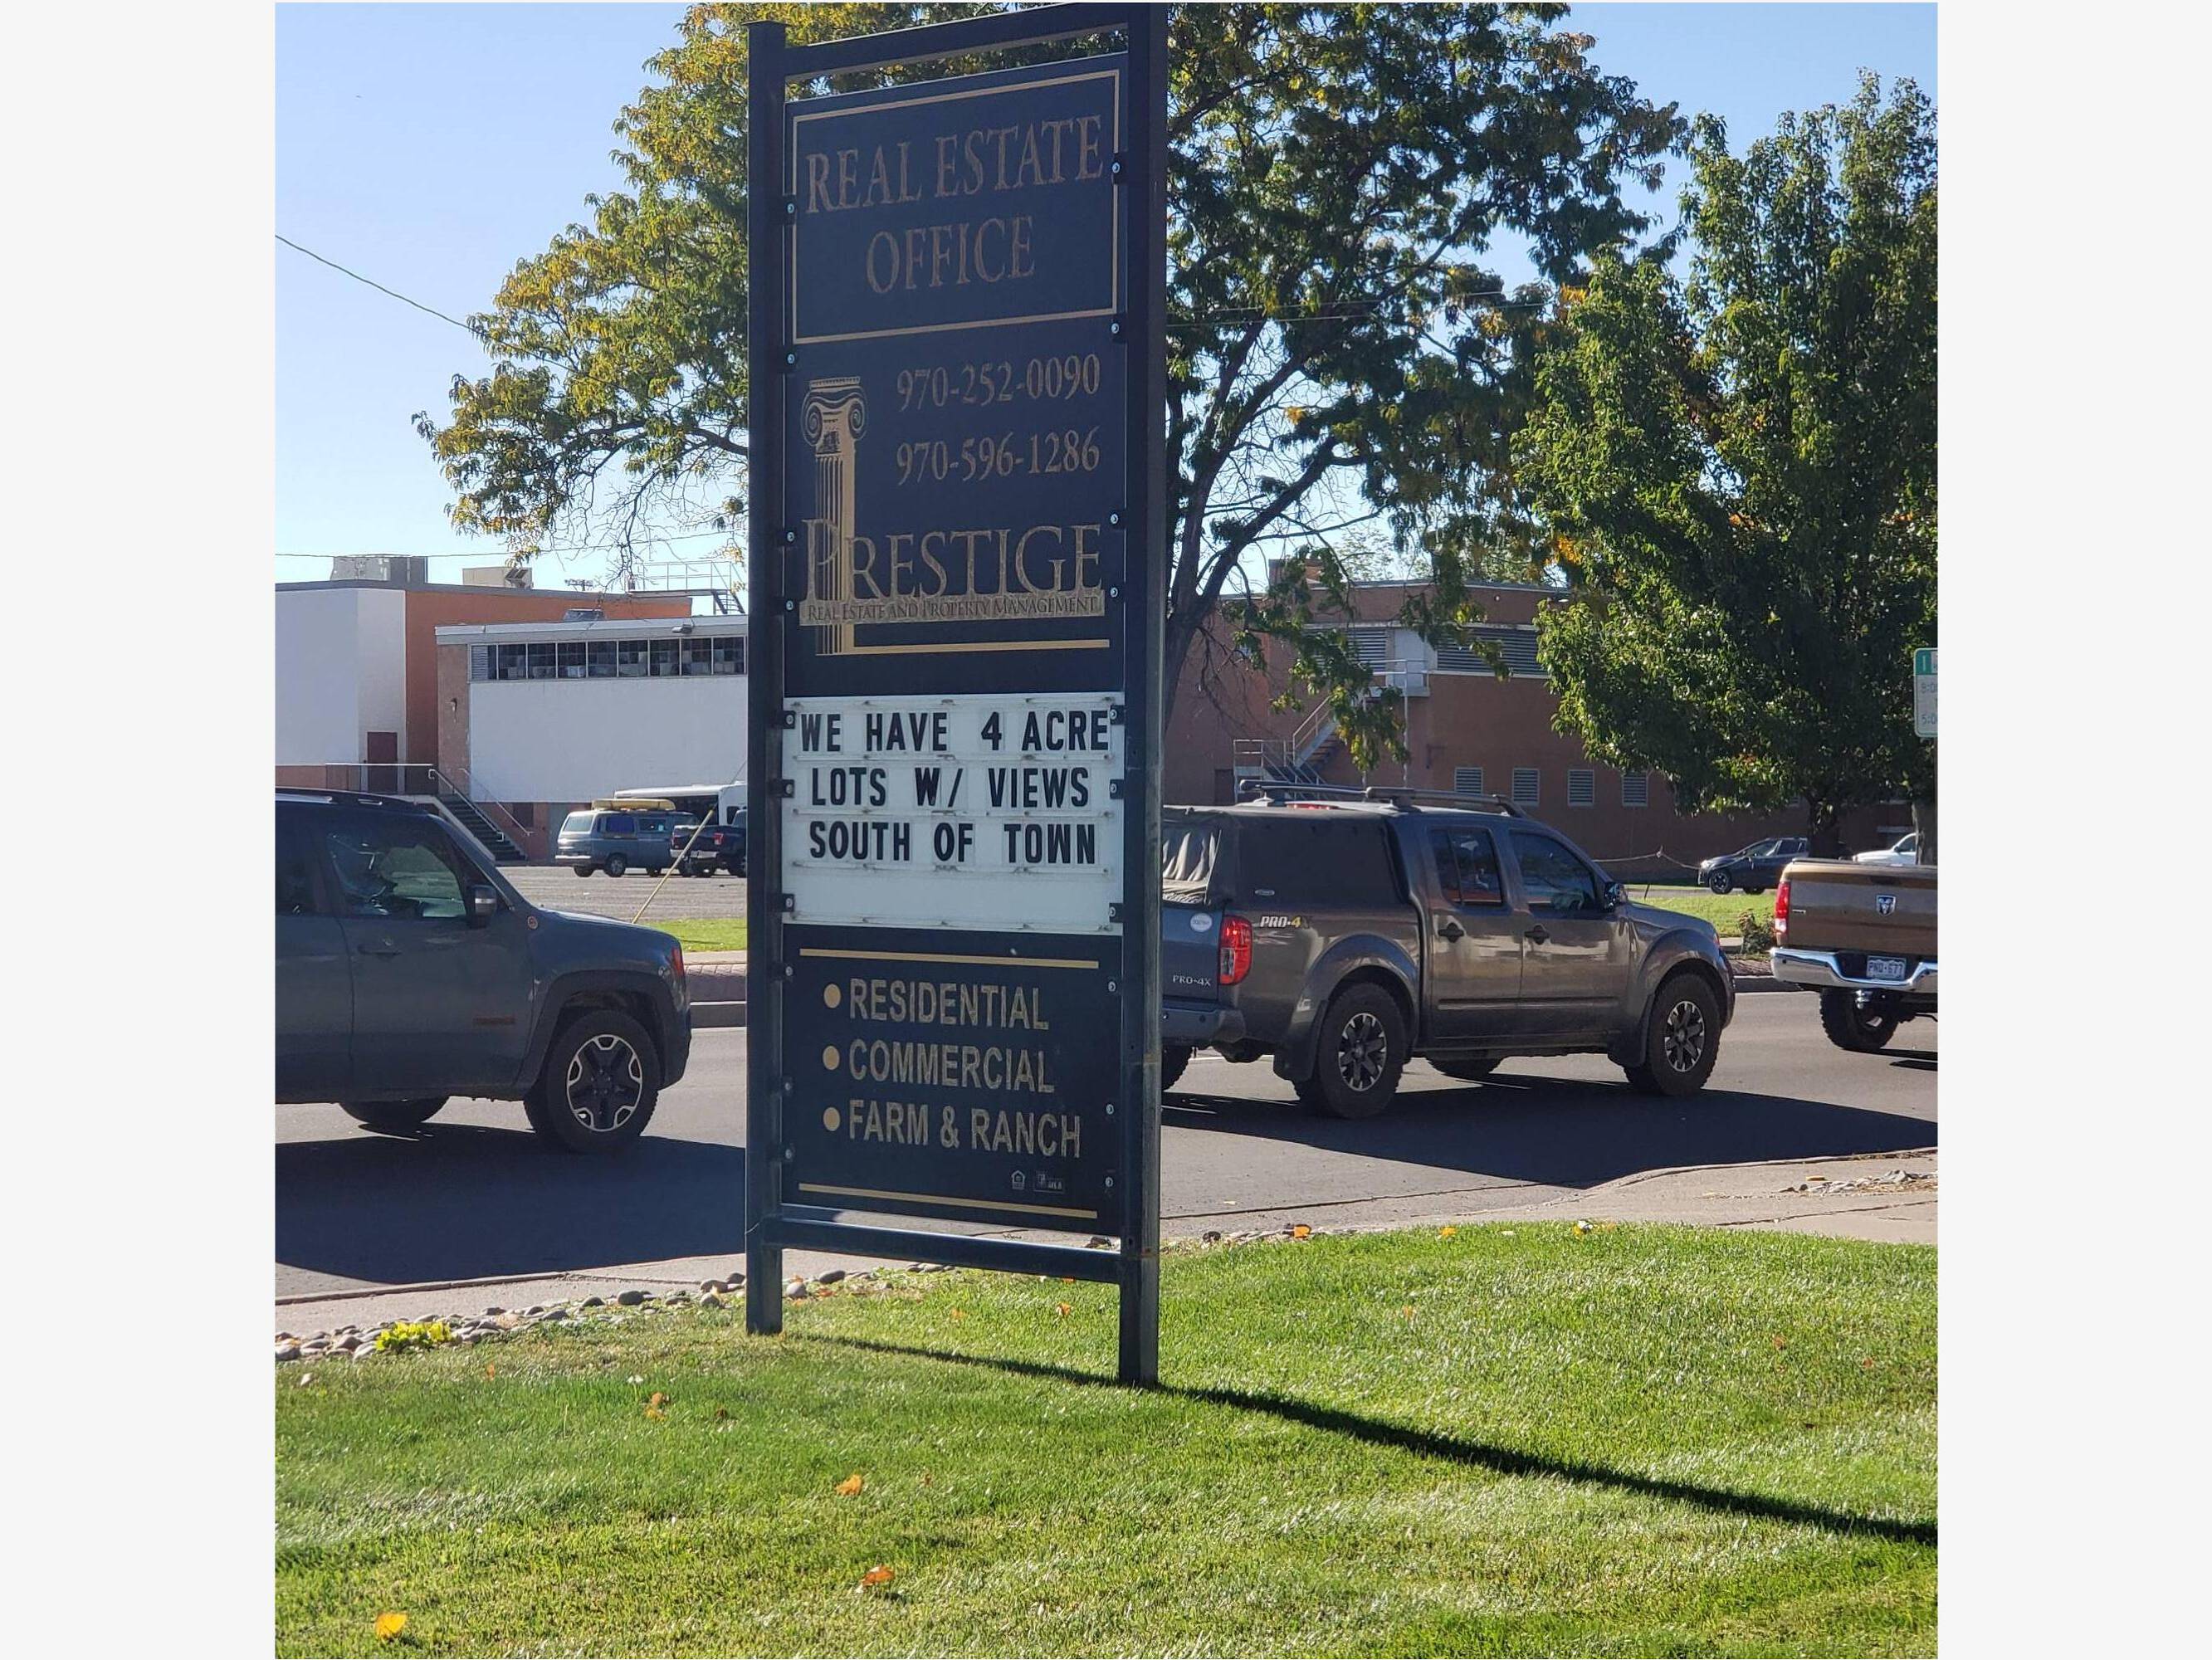 REAL ESTATE
OFFICE
970-252-0090
970-596-1286
PRESTIGE
REAL ESTATE AND PROPERTY MANAGEMENT
WE HAVE 4 ACRE
LOTS W/ VIEWS
SOUTH OF TOWN
• RESIDENTIAL
• COMMERCIAL
• FARM & RANCH
PRO-4X
PRO-4X